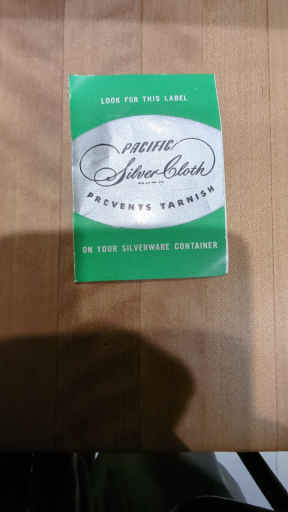 LOOK FOR THIS LABEL
PACIFIC
Silver Cloth
PREVENTS TARNISH
ON YOUR SILVERWARE CONTAINER